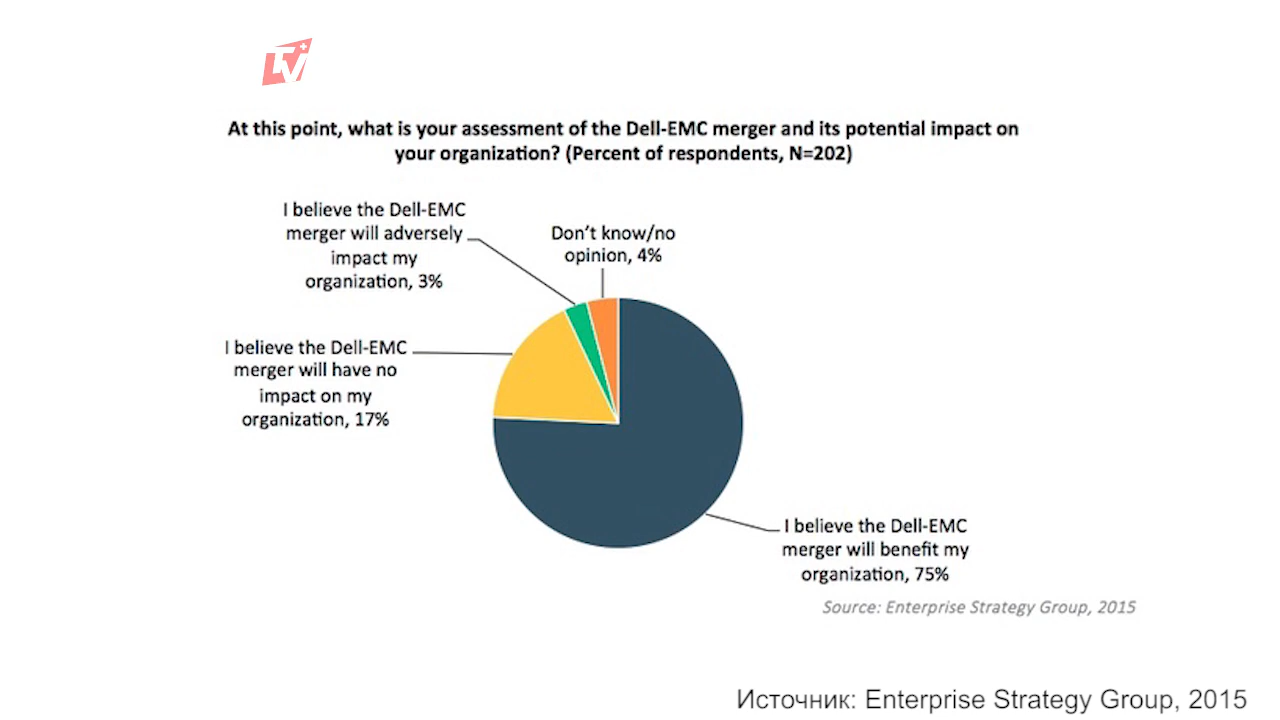 TV+
At this point, what is your assessment of the Dell-EMC merger and its potential impact on
your organization? (Percent of respondents, N=202)
I believe the Dell-EMC
merger will adversely
impact my
organization, 3%
Don't know/no
opinion, 4%
I believe the Dell-EMC
merger will have no
impact on my
organization, 17%
I believe the Dell-EMC
merger will benefit my
organization, 75%
Source: Enterprise Strategy Group, 2015
Источник: Enterprise Strategy Group, 2015